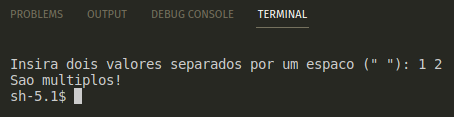 PROBLEMS OUTPUT DEBUG CONSOLE TERMINAL
Insira dois valores separados por um espaco (" "): 1 2
Sao multiplos!
sh-5.1$